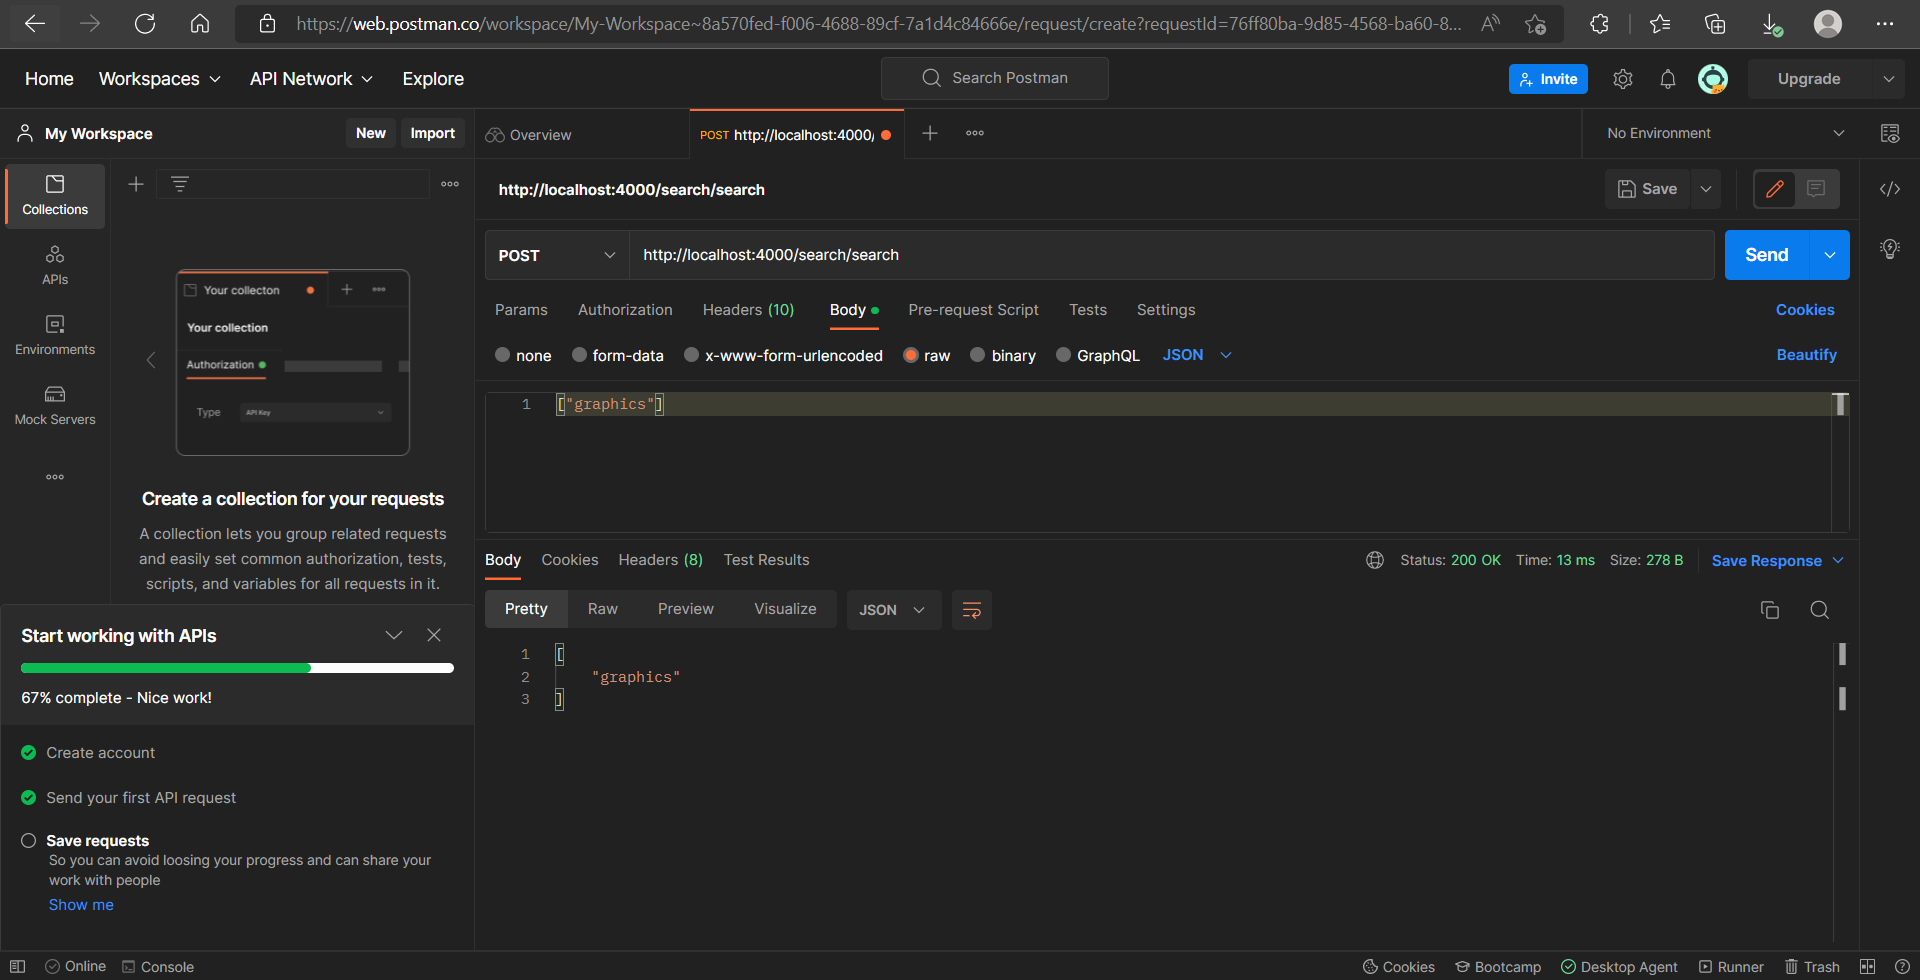 https://web.postman.co/workspace/My-Workspace~8a570fed-f006-4688-89cf-7a1d4c84666e/request/create?requestId=76ff80ba-9d85-4568-ba60-8...
Home Workspaces API Network Explore Search Postman Invite Upgrade
My Workspace New Import
Overview POST http://localhost:4000/ No Environment
Collections
APIs
Environments
Mock Servers
Your collecton
Your collection
Authorization
Type API Key
Create a collection for your requests
A collection lets you group related requests
and easily set common authorization, tests,
scripts, and variables for all requests in it.
Start working with APIs
67% complete - Nice work!
Create account
Send your first API request
Save requests
So you can avoid loosing your progress and can share your
work with people
Show me
http://localhost:4000/search/search Save
POST http://localhost:4000/search/search Send
Params Authorization Headers (10) Body Pre-request Script Tests Settings Cookies
none form-data x-www-form-urlencoded raw binary GraphQL JSON Beautify
1 ["graphics"]
Body Cookies Headers (8) Test Results Status: 200 OK Time: 13 ms Size: 278 B Save Response
Pretty Raw Preview Visualize JSON
1 [
2 "graphics"
3 ]
Online Console Cookies Bootcamp Desktop Agent Runner Trash